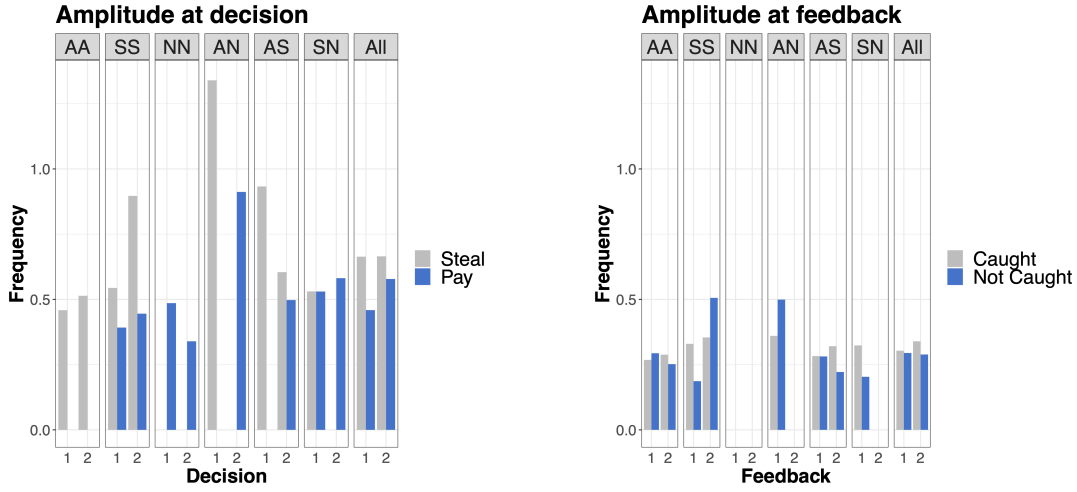 Amplitude at decision
AA SS NN AN AS SN All
1.0
0.5
0.0
Frequency
1 2 1 2 1 2 1 2 1 2 1 2 1 2
Decision
Steal
Pay
Amplitude at feedback
AA SS NN AN AS SN All
1.0
0.5
0.0
Frequency
1 2 1 2 1 2 1 2 1 2 1 2 1 2
Feedback
Caught
Not Caught